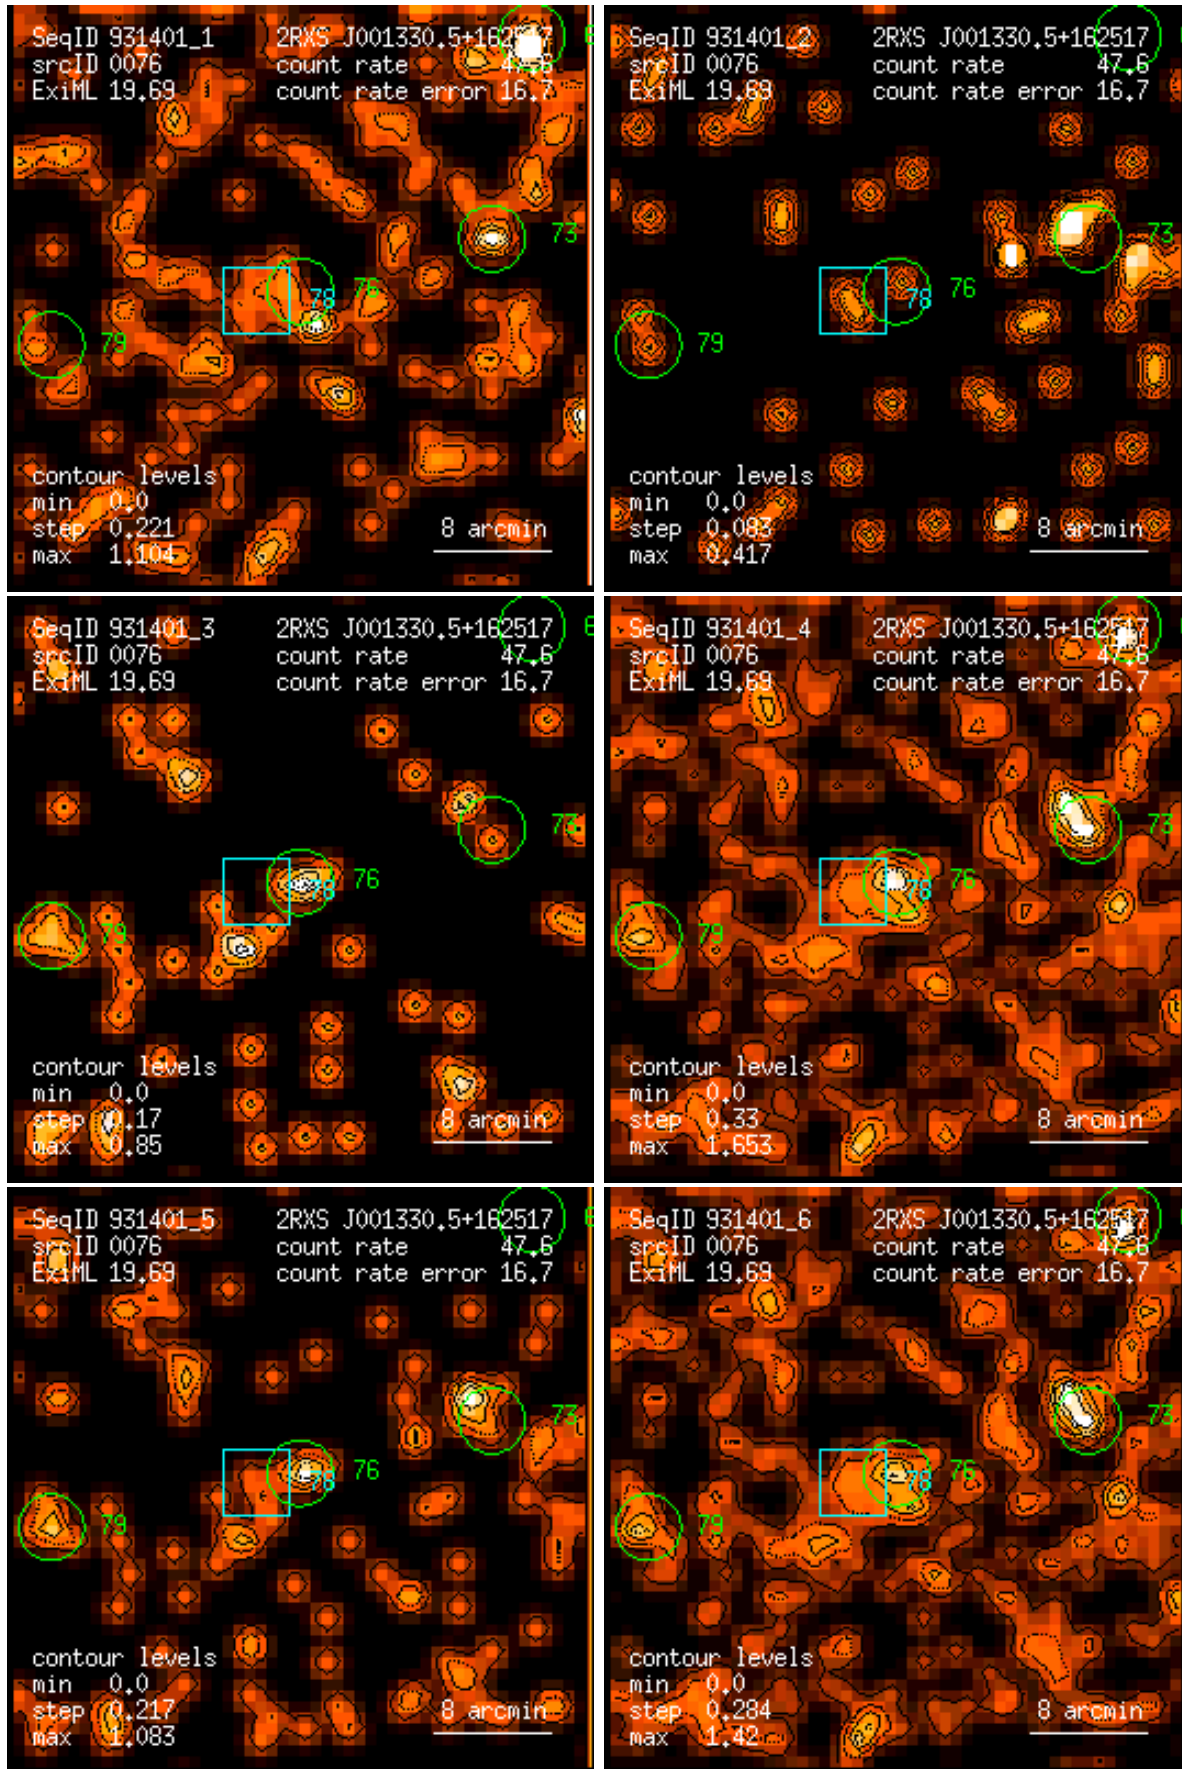 SeqID 931401_1 2RXS J001330.5+162517
srcID 0076 count rate 47.6
ExiML 19.69 count rate error 16.7
73
76
78
79
contour levels
min 0.0
step 0.221
max 1.104
8 arcmin
SeqID 931401_2 2RXS J001330.5+162517
srcID 0076 count rate 47.6
ExiML 19.69 count rate error 16.7
73
76
78
79
contour levels
min 0.0
step 0.083
max 0.417
8 arcmin
SeqID 931401_3 2RXS J001330.5+162517
srcID 0076 count rate 47.6
ExiML 19.69 count rate error 16.7
73
76
78
79
contour levels
min 0.0
step 0.17
max 0.85
8 arcmin
SeqID 931401_4 2RXS J001330.5+162517
srcID 0076 count rate 47.6
ExiML 19.69 count rate error 16.7
73
76
78
79
contour levels
min 0.0
step 0.33
max 1.653
8 arcmin
SeqID 931401_5 2RXS J001330.5+162517
srcID 0076 count rate 47.6
ExiML 19.69 count rate error 16.7
73
76
78
79
contour levels
min 0.0
step 0.217
max 1.083
8 arcmin
SeqID 931401_6 2RXS J001330.5+162517
srcID 0076 count rate 47.6
ExiML 19.69 count rate error 16.7
73
76
78
79
contour levels
min 0.0
step 0.284
max 1.42
8 arcmin